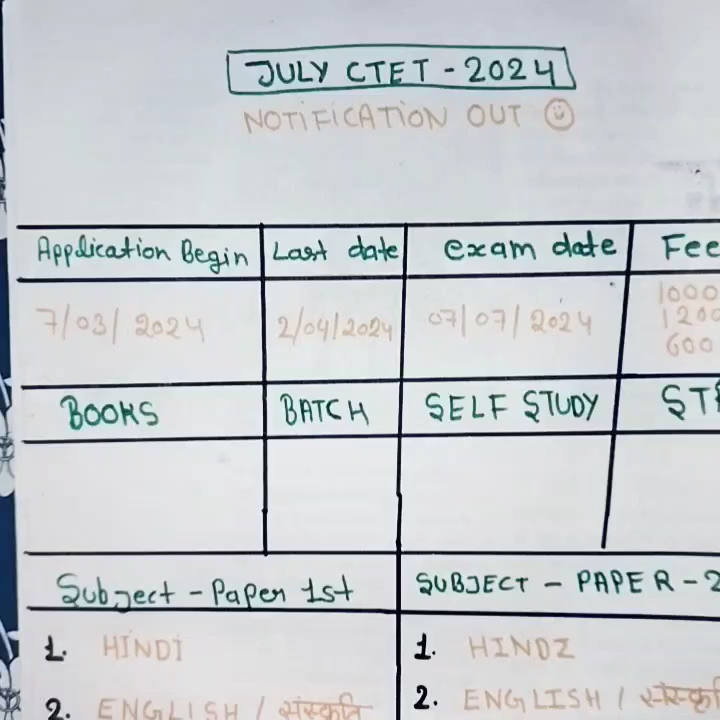 JULY CTET - 2024
NOTIFICATION OUT
Application Begin Last date exam date Fee
7/03/2024 2/04/2024 07/07/2024 1000
1200
600
BOOKS BATCH SELF STUDY
Subject - Paper 1st SUBJECT - PAPER - 2
1. HINDI 1. HINDI
2. ENGLISH / संस्कृति 2. ENGLISH /